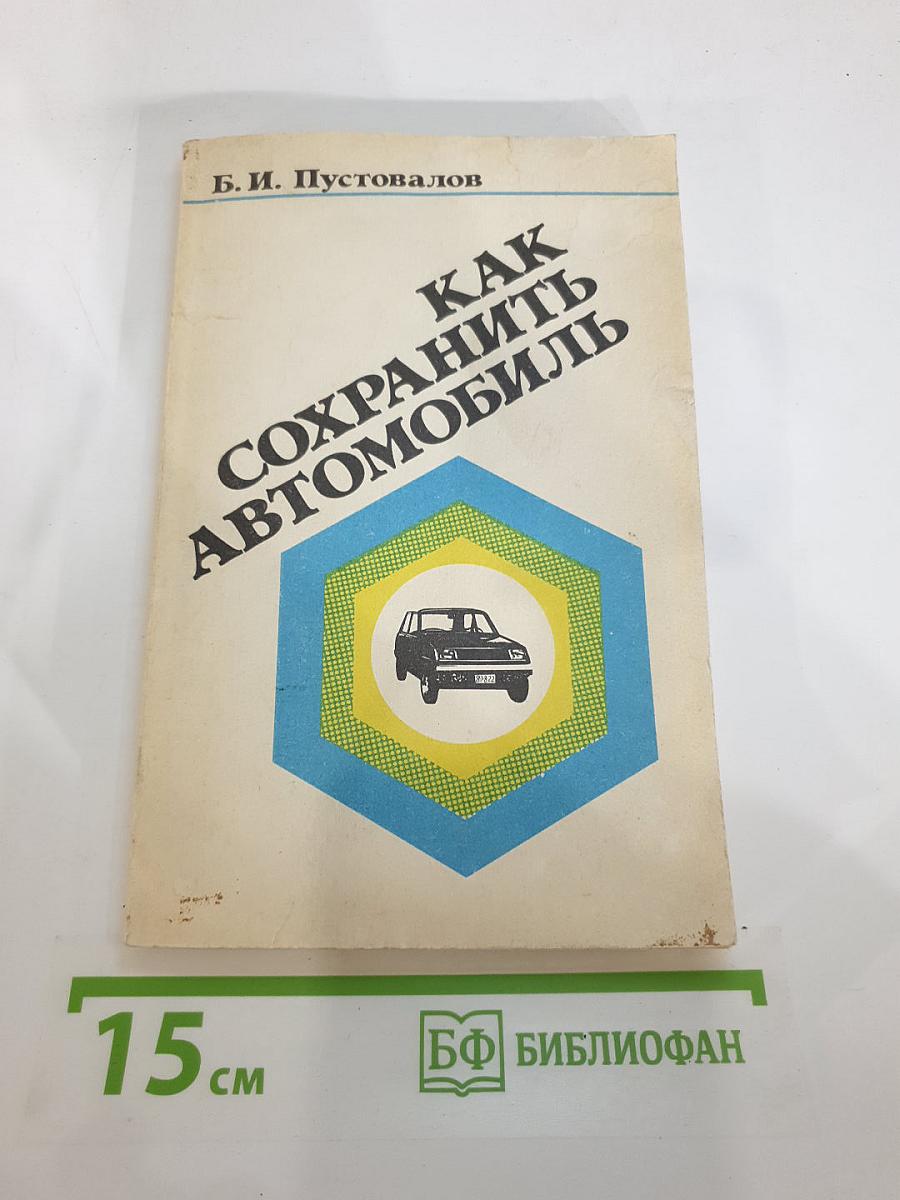 Б. И. Пустовалов
КАК
СОХРАНИТЬ
АВТОМОБИЛЬ
15 см
БФ БИБЛИОФАН